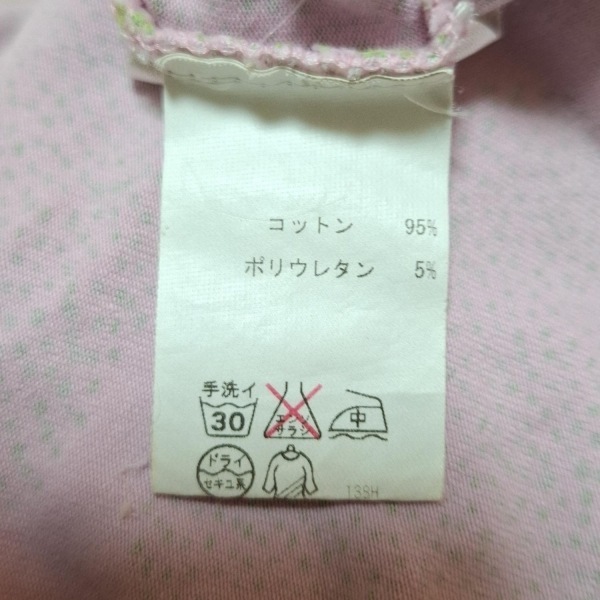 コットン 95%
ポリウレタン 5%
手洗イ
30
エンソ
サラシ
中
ドライ
セキユ系
138H